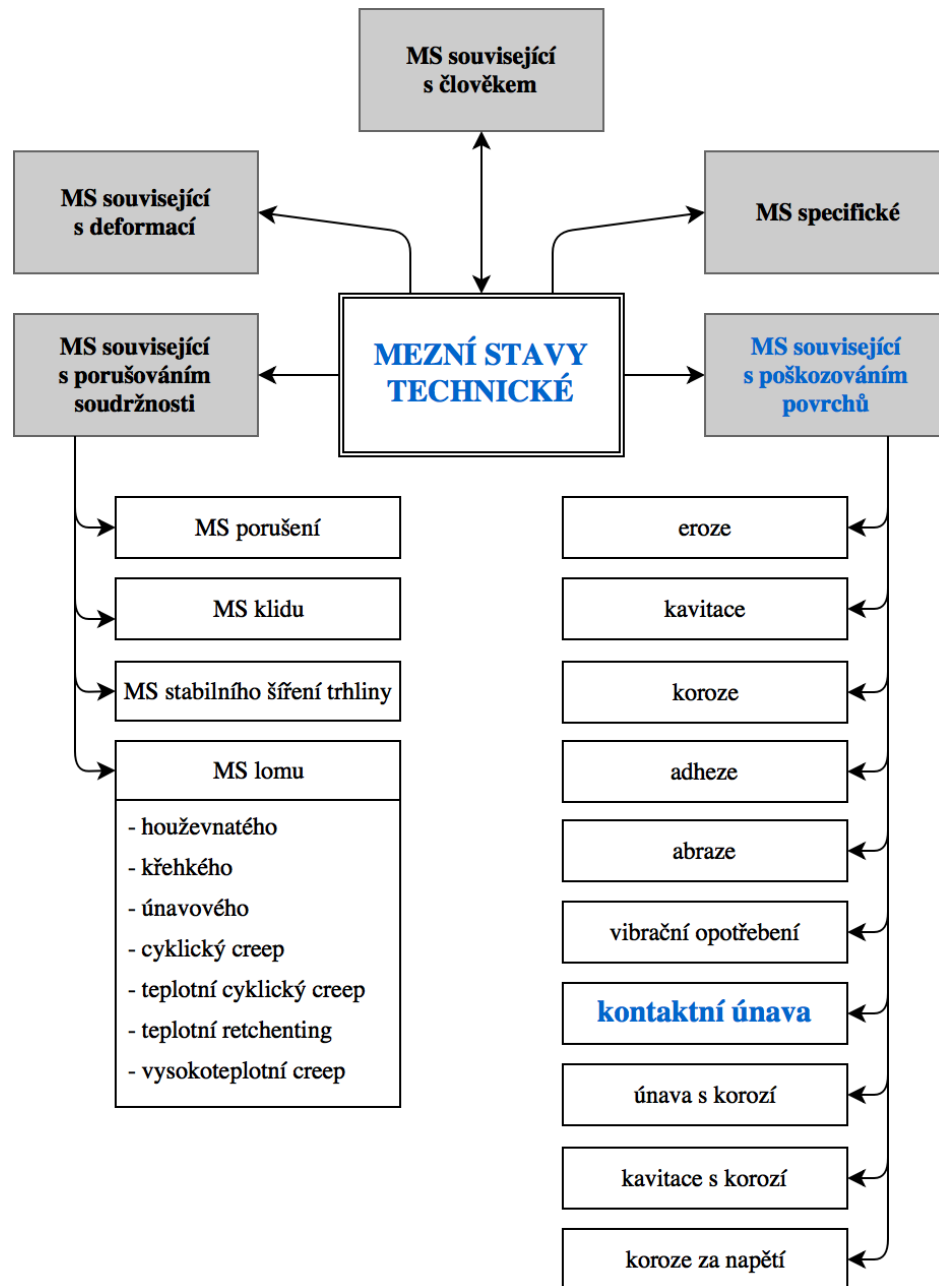 MS související
s člověkem
MS související
s deformací
MS specifické
MS související
s porušováním
soudržnosti
MEZNÍ STAVY
TECHNICKÉ
MS související
s poškozováním
povrchů
MS porušení
MS klidu
MS stabilního šíření trhliny
MS lomu
- houževnatého
- křehkého
- únavového
- cyklický creep
- teplotní cyklický creep
- teplotní retchenting
- vysokoteplotní creep
eroze
kavitace
koroze
adheze
abraze
vibrační opotřebení
kontaktní únava
únava s korozí
kavitace s korozí
koroze za napětí